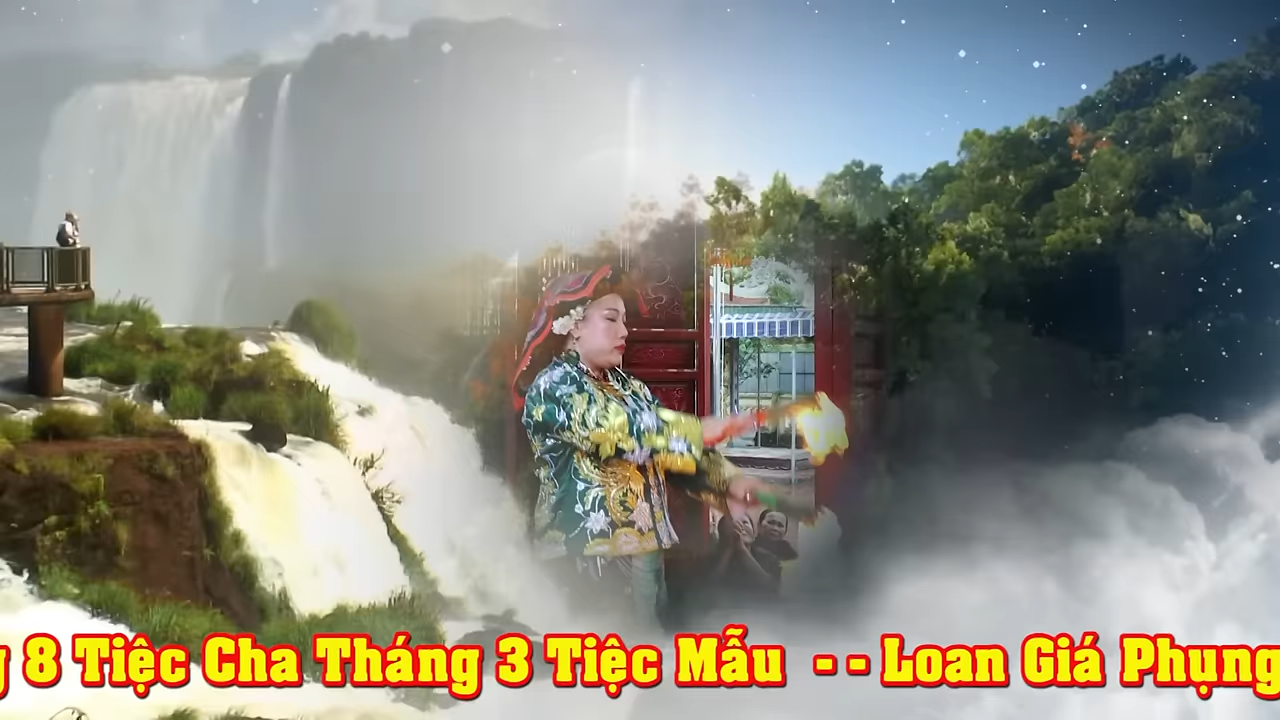 8 Tiệc Cha Tháng 3 Tiệc Mẫu - - Loan Giá Phụng